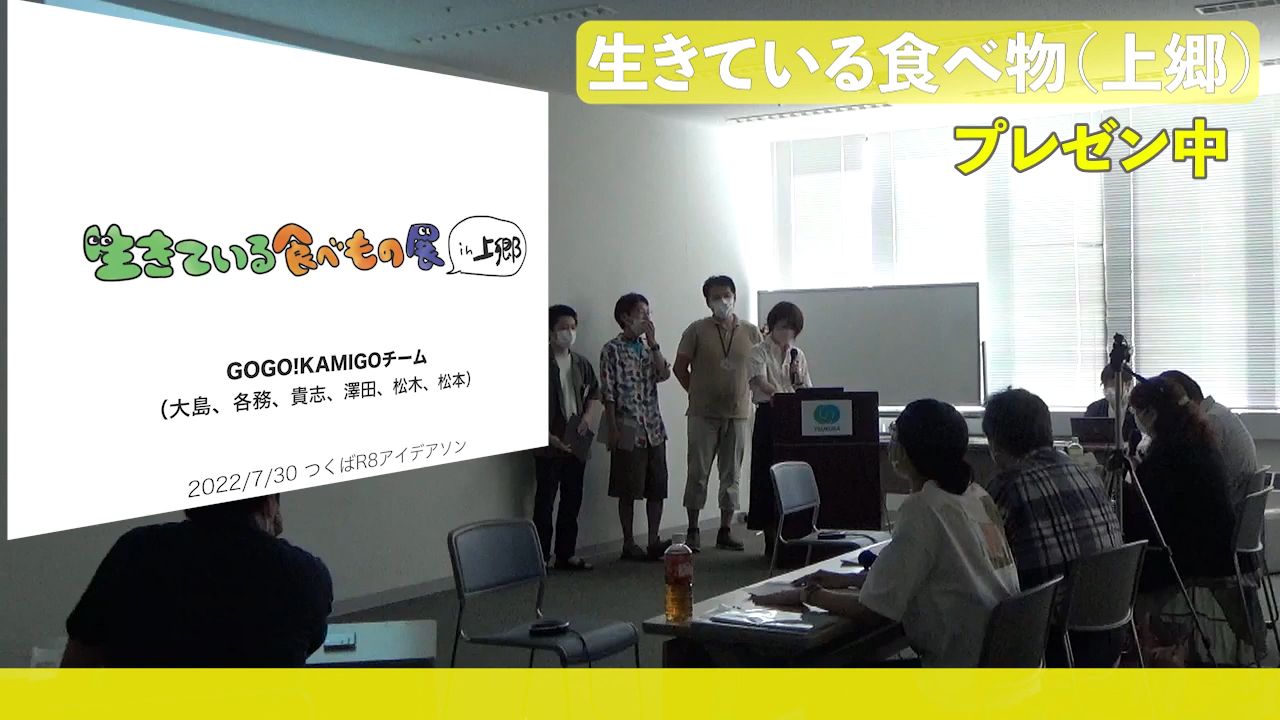 生きている食べ物（上郷）
プレゼン中
生きている食べもの展 in 上郷
GOGO!KAMIGOチーム
（大島、各務、貴志、澤田、松木、松本）
2022/7/30 つくばR8アイデアソン
TSUKUBA